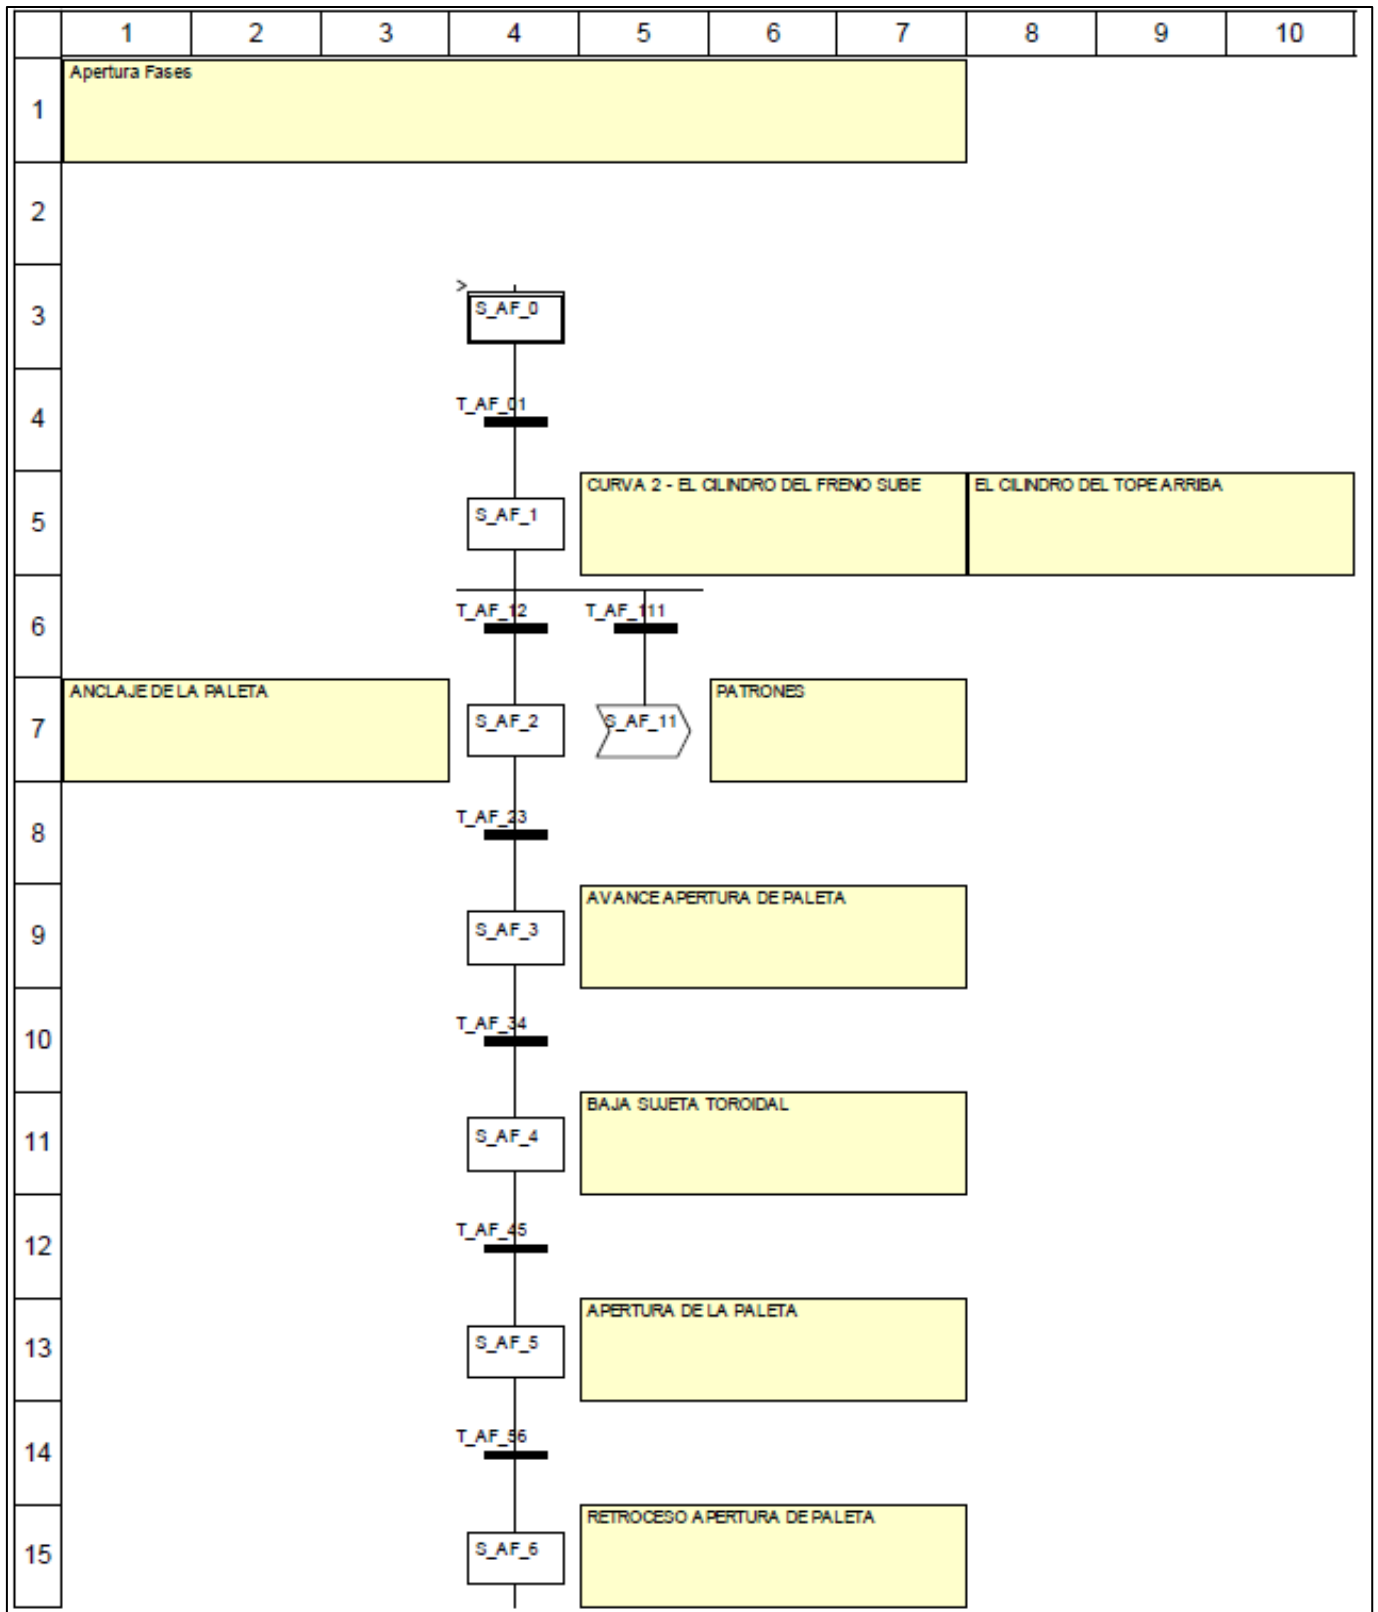 1 2 3 4 5 6 7 8 9 10
1
Apertura Fases
2
3
>
S_AF_0
4
T_AF_01
5
S_AF_1
CURVA 2 - EL CILINDRO DEL FRENO SUBE
EL CILINDRO DEL TOPE ARRIBA
6
T_AF_12
T_AF_111
7
ANCLAJE DE LA PALETA
S_AF_2
S_AF_11
PATRONES
8
T_AF_23
9
S_AF_3
AVANCE APERTURA DE PALETA
10
T_AF_34
11
S_AF_4
BAJA SUJETA TOROIDAL
12
T_AF_45
13
S_AF_5
APERTURA DE LA PALETA
14
T_AF_56
15
S_AF_6
RETROCESO APERTURA DE PALETA